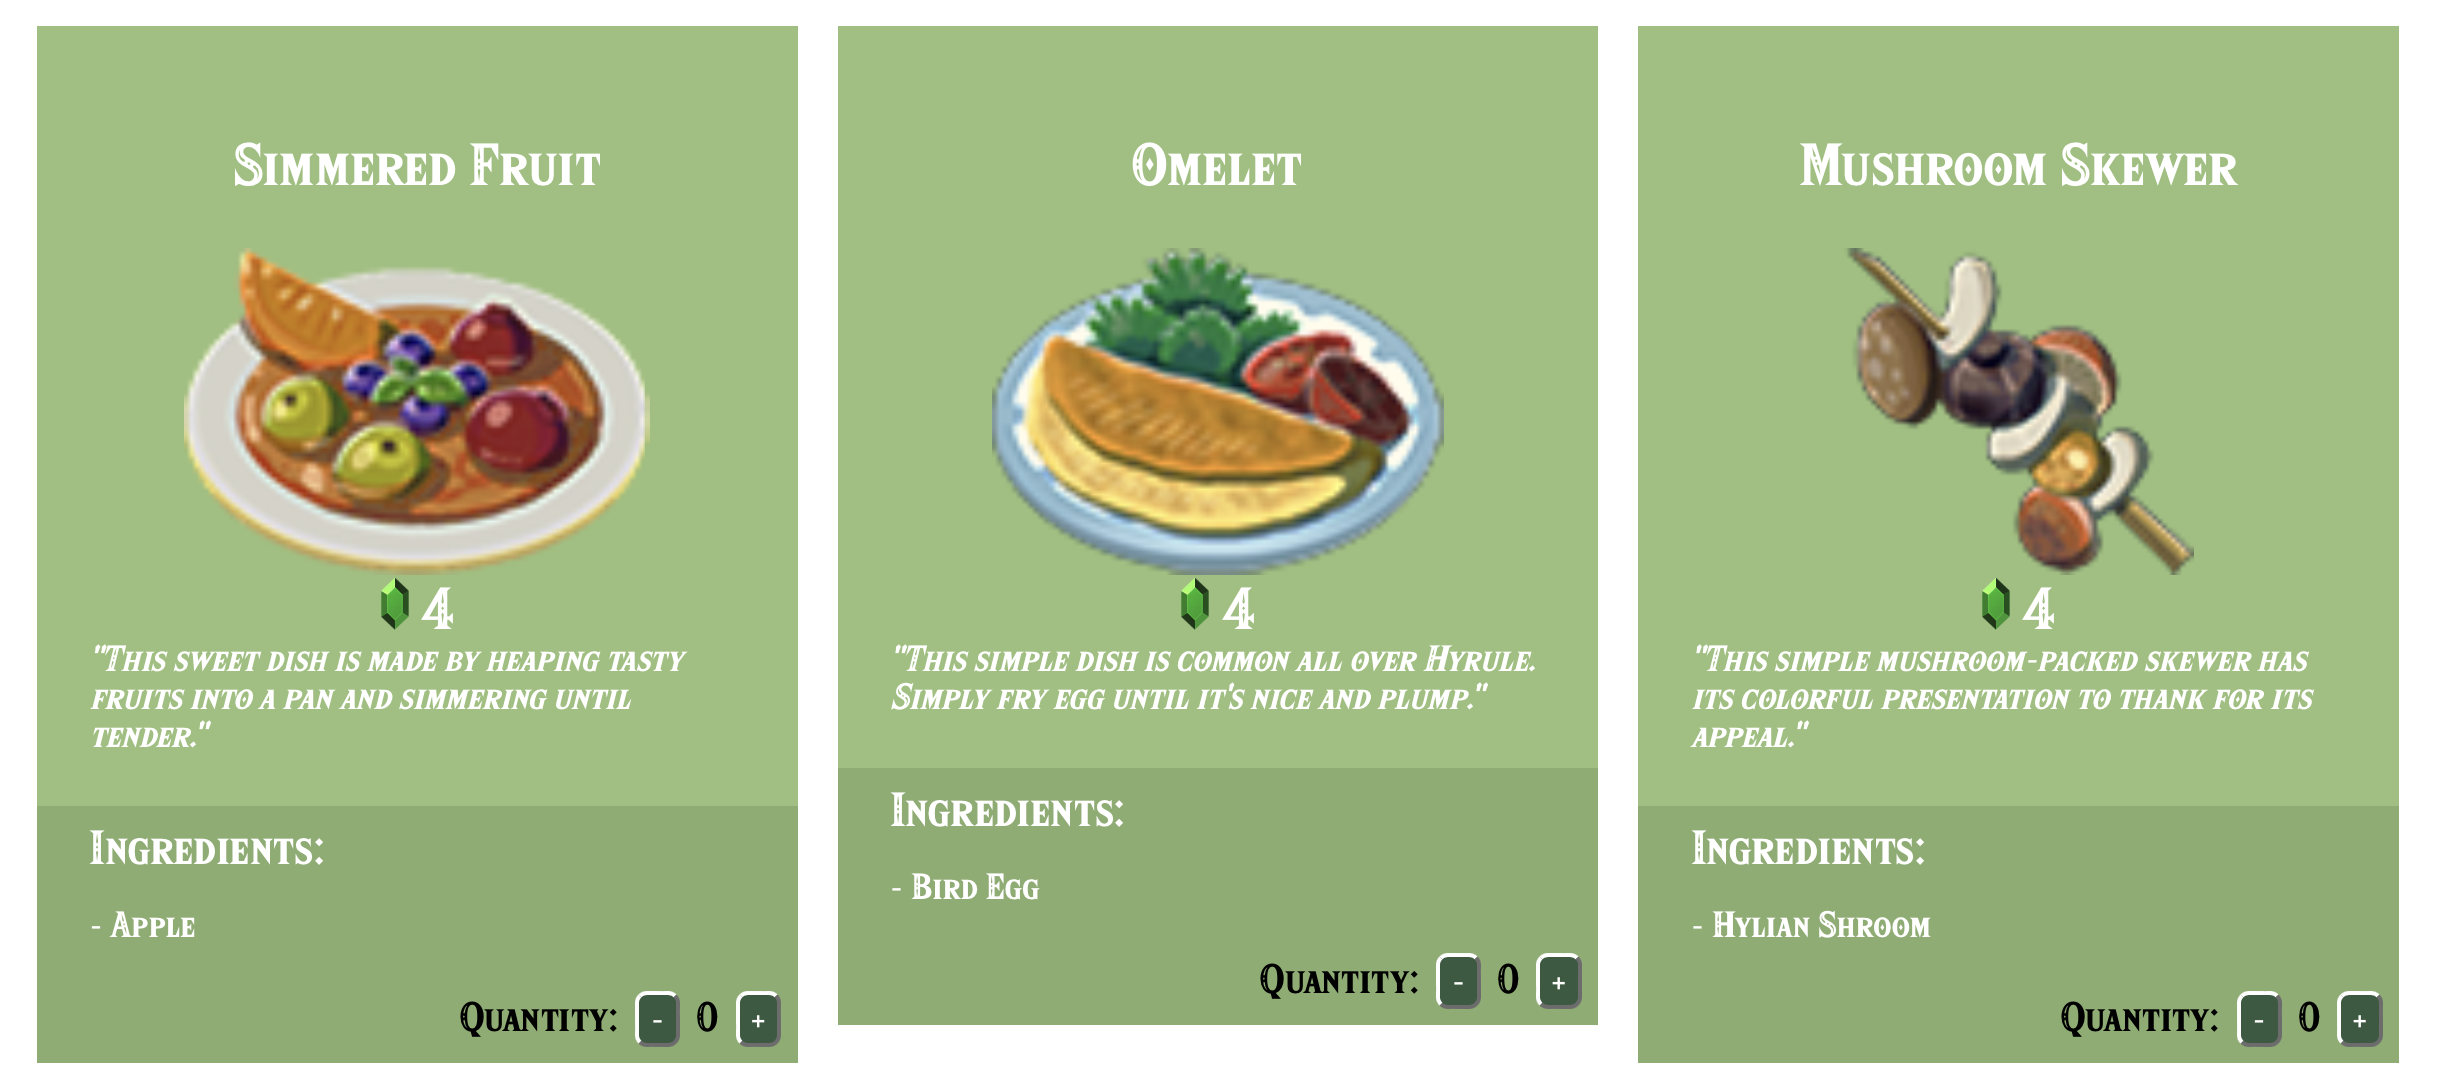 Simmered Fruit
4
"This sweet dish is made by heaping tasty
fruits into a pan and simmering until
tender."
Ingredients:
- Apple
Quantity: - 0 +
Omelet
4
"This simple dish is common all over Hyrule.
Simply fry egg until it's nice and plump."
Ingredients:
- Bird Egg
Quantity: - 0 +
Mushroom Skewer
4
"This simple mushroom-packed skewer has
its colorful presentation to thank for its
appeal."
Ingredients:
- Hylian Shroom
Quantity: - 0 +